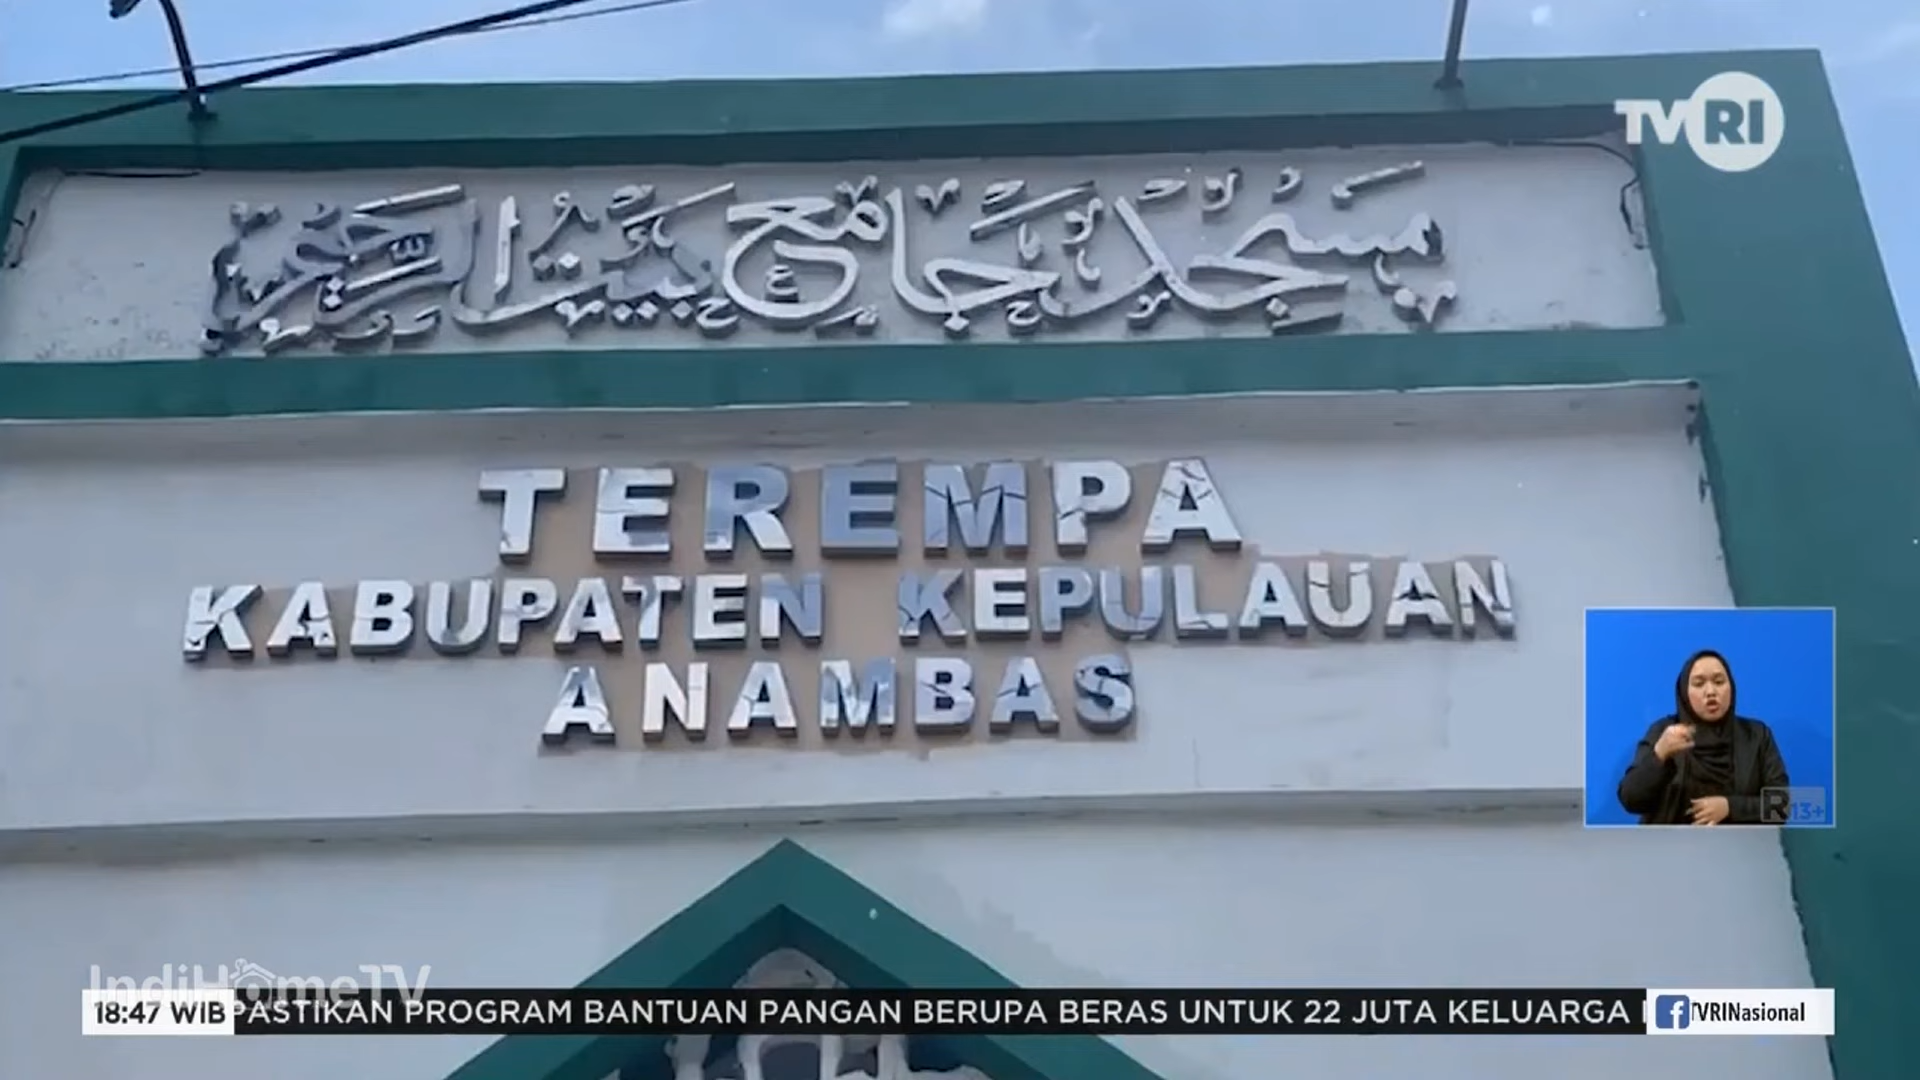 TVRI
مسجد جامع بيت
TEREMPA
KABUPATEN KEPULAUAN
ANAMBAS
R 13+
IndiHomeTV
18:47 WIB PASTIKAN PROGRAM BANTUAN PANGAN BERUPA BERAS UNTUK 22 JUTA KELUARGA TVRINasional